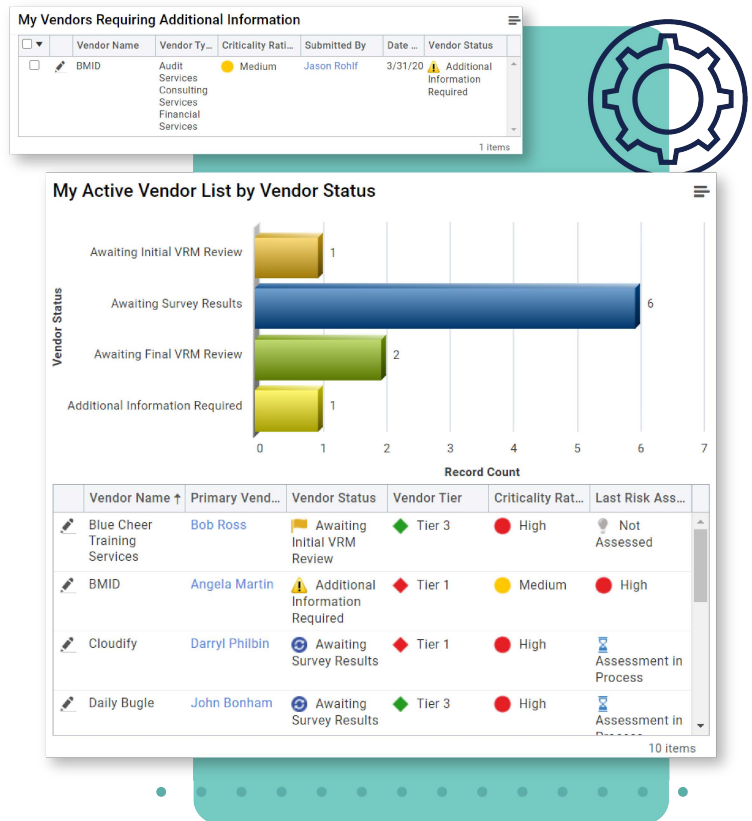 My Vendors Requiring Additional Information
Vendor Name Vendor Ty... Criticality Rati... Submitted By Date ... Vendor Status
BMID Audit Medium Jason Rohlf 3/31/20 Additional
Services Information
Consulting Required
Services
Financial
Services
1 items
My Active Vendor List by Vendor Status
Vendor Status
Awaiting Initial VRM Review 1
Awaiting Survey Results 6
Awaiting Final VRM Review 2
Additional Information Required 1
0 1 2 3 4 5 6 7
Record Count
Vendor Name Primary Vend... Vendor Status Vendor Tier Criticality Rat... Last Risk Ass...
Blue Cheer Bob Ross Awaiting Tier 3 High Not
Training Initial VRM Assessed
Services Review
BMID Angela Martin Additional Tier 1 Medium High
Information
Required
Cloudify Darryl Philbin Awaiting Tier 1 High
Survey Results Assessment in
Process
Daily Bugle John Bonham Awaiting Tier 3 High
Survey Results Assessment in
Process
10 items